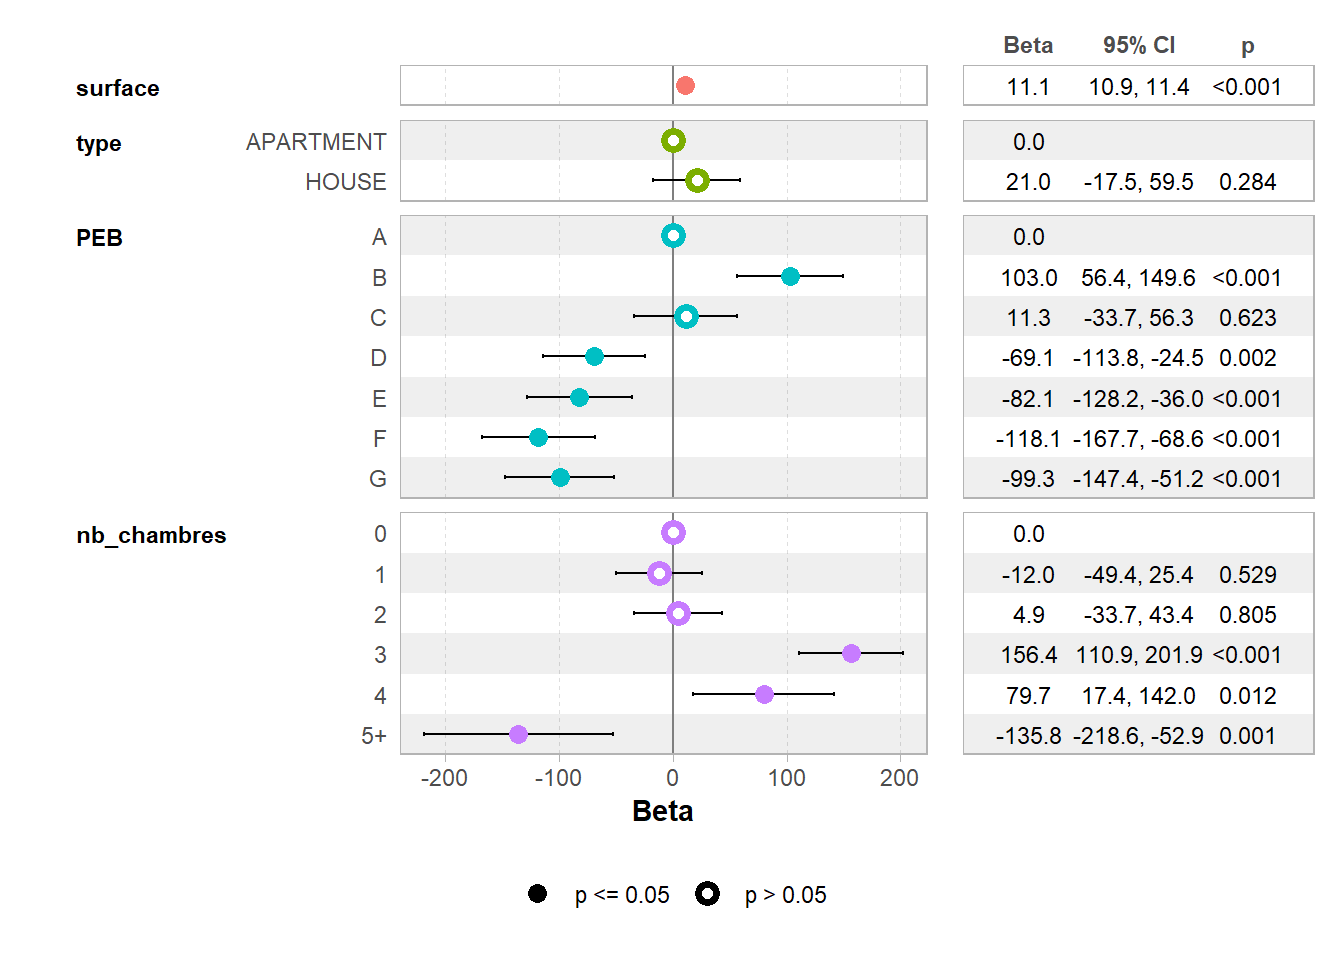 Beta 95% CI p
surface 11.1 10.9, 11.4 <0.001
type APARTMENT 0.0
HOUSE 21.0 -17.5, 59.5 0.284
PEB A 0.0
B 103.0 56.4, 149.6 <0.001
C 11.3 -33.7, 56.3 0.623
D -69.1 -113.8, -24.5 0.002
E -82.1 -128.2, -36.0 <0.001
F -118.1 -167.7, -68.6 <0.001
G -99.3 -147.4, -51.2 <0.001
nb_chambres 0 0.0
1 -12.0 -49.4, 25.4 0.529
2 4.9 -33.7, 43.4 0.805
3 156.4 110.9, 201.9 <0.001
4 79.7 17.4, 142.0 0.012
5+ -135.8 -218.6, -52.9 0.001
-200 -100 0 100 200
Beta
p <= 0.05 p > 0.05